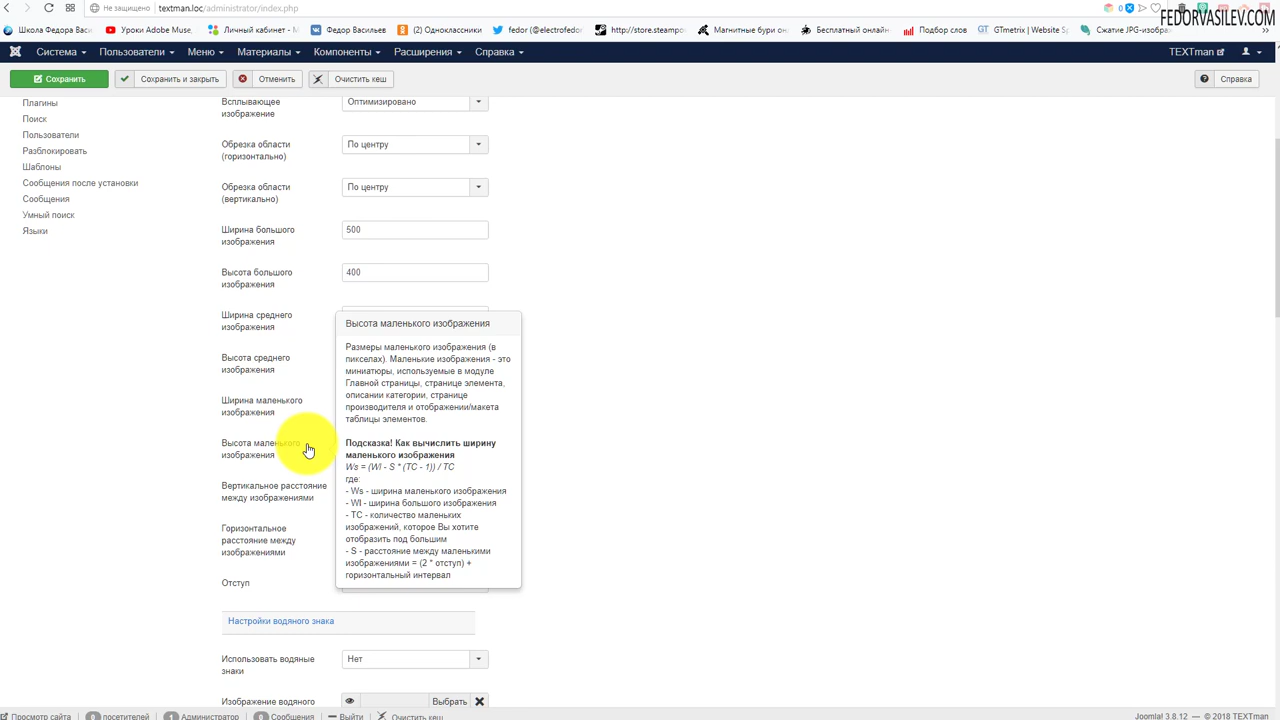 textman.loc/administrator/index.php
Не защищено
FEDORVASILEV.COM
Школа Федора Васи
Уроки Adobe Muse,
Личный кабинет - М
Федор Васильев
(2) Одноклассники
fedor (@electrofedor
http://store.steampo
Магнитные бури он
Бесплатный онлайн
Подбор слов
GTmetrix | Website Sp
Сжатие JPG-изобра
Система
Пользователи
Меню
Материалы
Компоненты
Расширения
Справка
TEXTman
Сохранить
Сохранить и закрыть
Отменить
Очистить кеш
Справка
Плагины
Поиск
Пользователи
Разблокировать
Шаблоны
Сообщения после установки
Сообщения
Умный поиск
Языки
Всплывающее
изображение
Оптимизировано
Обрезка области
(горизонтально)
По центру
Обрезка области
(вертикально)
По центру
Ширина большого
изображения
500
Высота большого
изображения
400
Ширина среднего
изображения
Высота среднего
изображения
Ширина маленького
изображения
Высота маленького
изображения
Вертикальное расстояние
между изображениями
Горизонтальное
расстояние между
изображениями
Отступ
Высота маленького изображения
Размеры маленького изображения (в
пикселах). Маленькие изображения - это
миниатюры, используемые в модуле
Главной страницы, странице элемента,
описании категории, странице
производителя и отображении/макета
таблицы элементов.
Подсказка! Как вычислить ширину
маленького изображения
Ws = (Wl - S * (TC - 1)) / TC
где:
- Ws - ширина маленького изображения
- Wl - ширина большого изображения
- TC - количество маленьких
изображений, которое Вы хотите
отобразить под большим
- S - расстояние между маленькими
изображениями = (2 * отступ) +
горизонтальный интервал
Настройки водяного знака
Использовать водяные
знаки
Нет
Изображение водяного
Выбрать
Просмотр сайта
0 посетителей
1 Администратор
0 Сообщения
Выйти
Очистить кеш
Joomla! 3.8.12 — © 2018 TEXTman